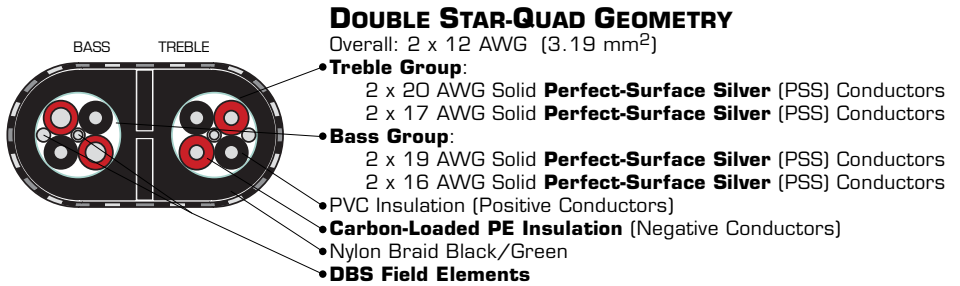 DOUBLE STAR-QUAD GEOMETRY
BASS TREBLE
Overall: 2 x 12 AWG (3.19 mm²)
•Treble Group:
2 x 20 AWG Solid Perfect-Surface Silver (PSS) Conductors
2 x 17 AWG Solid Perfect-Surface Silver (PSS) Conductors
•Bass Group:
2 x 19 AWG Solid Perfect-Surface Silver (PSS) Conductors
2 x 16 AWG Solid Perfect-Surface Silver (PSS) Conductors
•PVC Insulation (Positive Conductors)
•Carbon-Loaded PE Insulation (Negative Conductors)
•Nylon Braid Black/Green
•DBS Field Elements